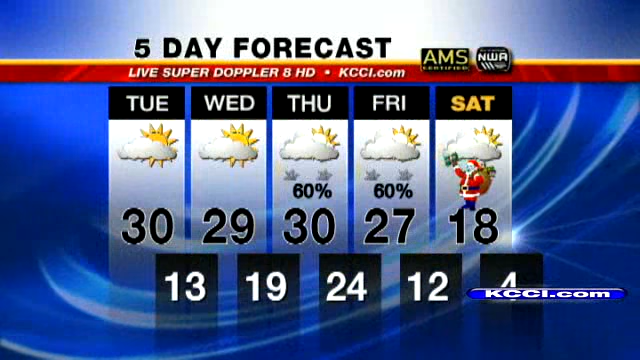 5 DAY FORECAST
AMS
CERTIFIED
NWA
LIVE SUPER DOPPLER 8 HD • KCCI.com
TUE WED THU FRI SAT
60% 60%
30 29 30 27 18
13 19 24 12 4
KCCI.com